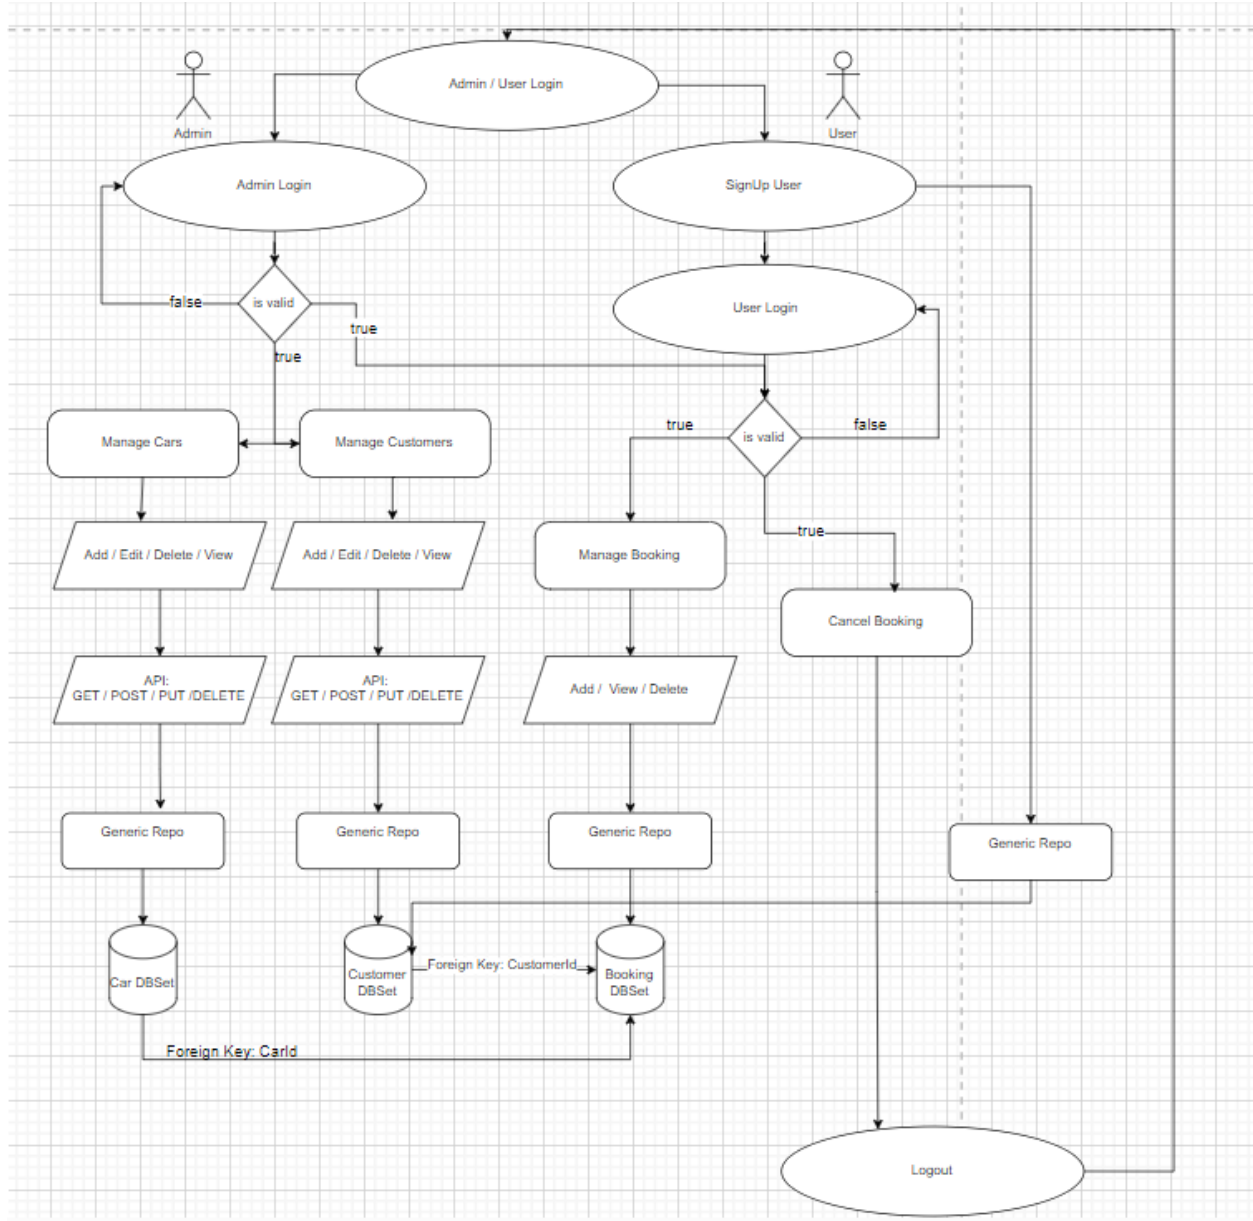 Admin / User Login
Admin
User
Admin Login
SignUp User
false
is valid
true
true
User Login
true
is valid
false
true
Manage Cars
Manage Customers
Add / Edit / Delete / View
Add / Edit / Delete / View
Manage Booking
Cancel Booking
API:
GET / POST / PUT /DELETE
API:
GET / POST / PUT /DELETE
Add /  View / Delete
Generic Repo
Generic Repo
Generic Repo
Generic Repo
Car DBSet
Customer
DBSet
Foreign Key: CustomerId
Booking
DBSet
Foreign Key: CarId
Logout